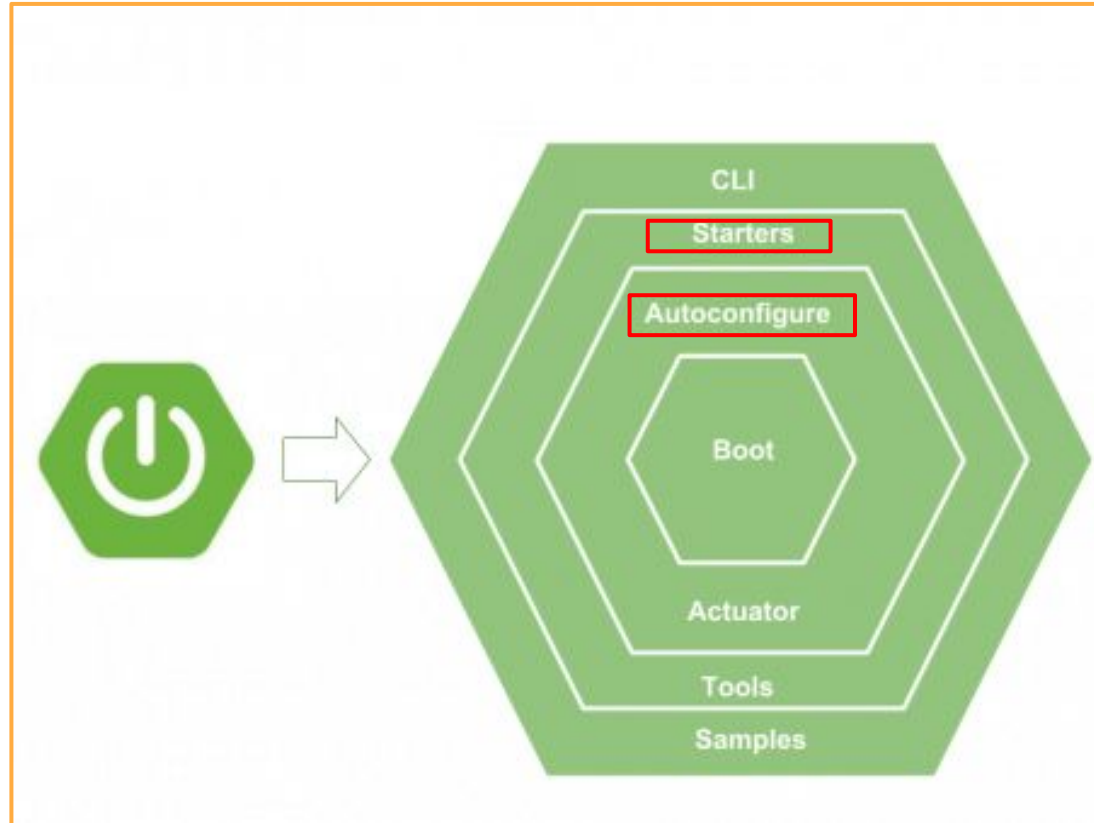 CLI
Starters
Autoconfigure
Boot
Actuator
Tools
Samples